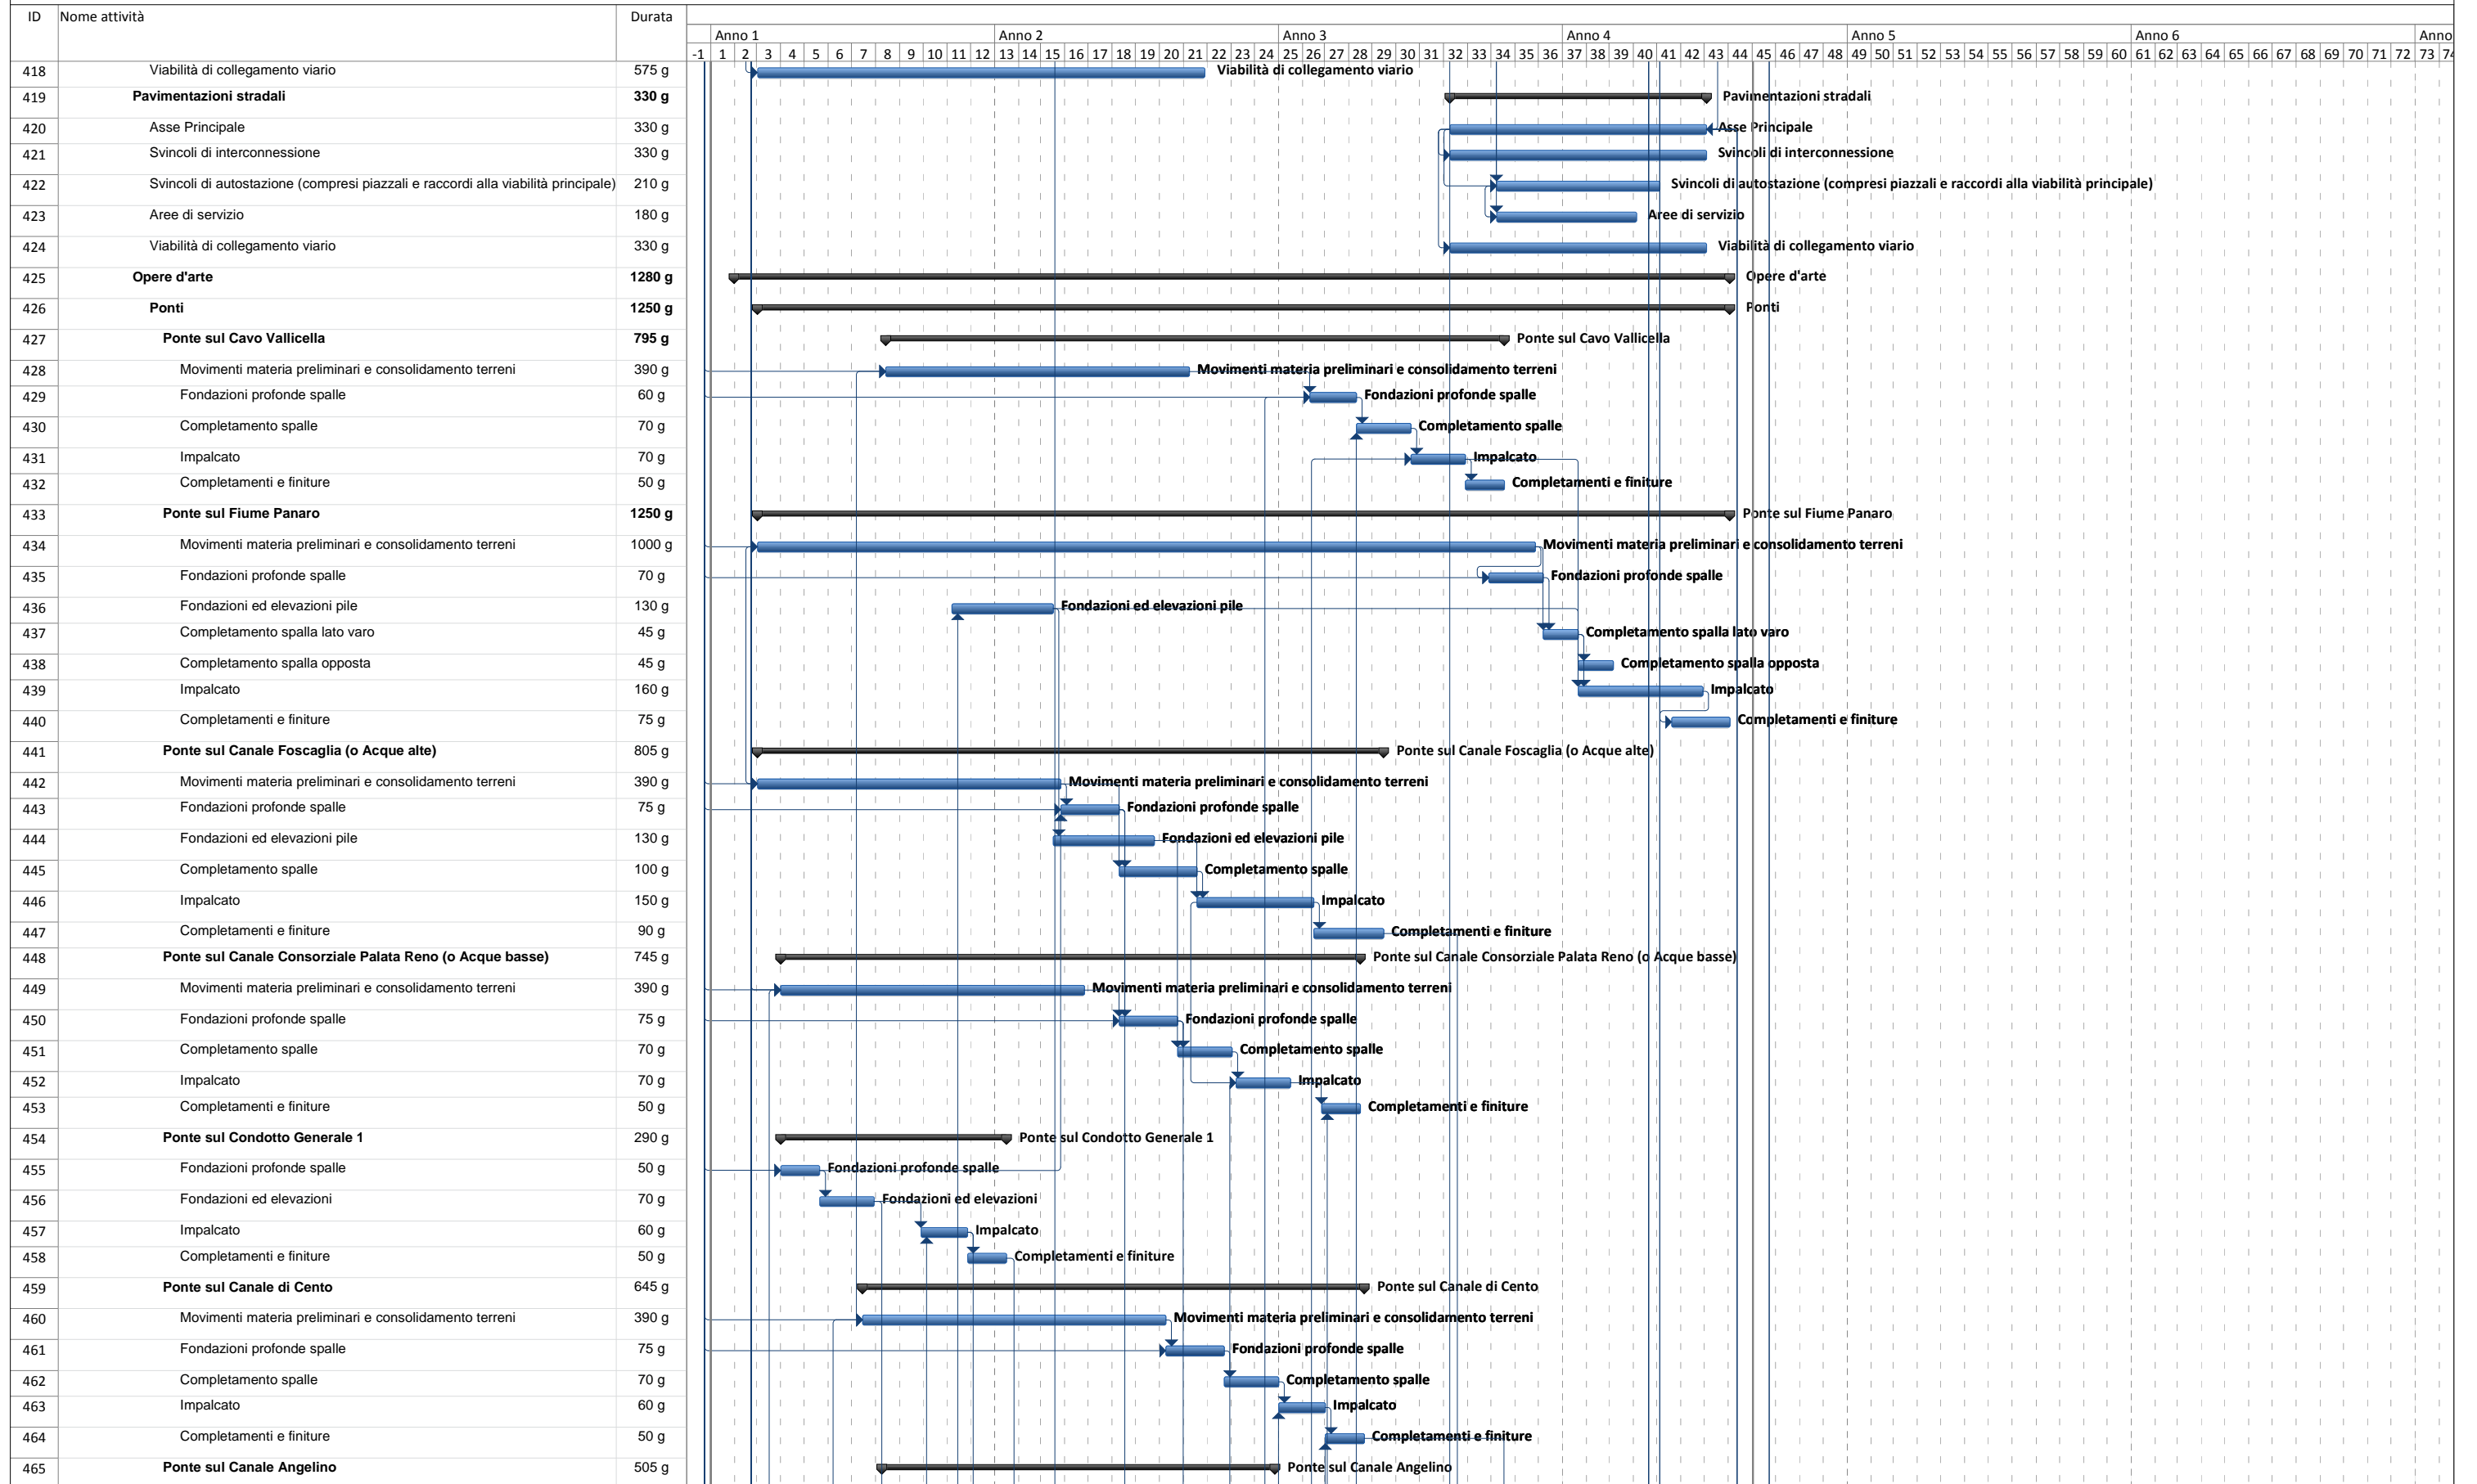 ID Nome attività Durata
Anno 1 Anno 2 Anno 3 Anno 4 Anno 5 Anno 6 Anno
-1 1 2 3 4 5 6 7 8 9 10 11 12 13 14 15 16 17 18 19 20 21 22 23 24 25 26 27 28 29 30 31 32 33 34 35 36 37 38 39 40 41 42 43 44 45 46 47 48 49 50 51 52 53 54 55 56 57 58 59 60 61 62 63 64 65 66 67 68 69 70 71 72 73 74
418 Viabilità di collegamento viario 575 g Viabilità di collegamento viario
419 Pavimentazioni stradali 330 g Pavimentazioni stradali
420 Asse Principale 330 g Asse Principale
421 Svincoli di interconnessione 330 g Svincoli di interconnessione
422 Svincoli di autostazione (compresi piazzali e raccordi alla viabilità principale) 210 g Svincoli di autostazione (compresi piazzali e raccordi alla viabilità principale)
423 Aree di servizio 180 g Aree di servizio
424 Viabilità di collegamento viario 330 g Viabilità di collegamento viario
425 Opere d'arte 1280 g Opere d'arte
426 Ponti 1250 g Ponti
427 Ponte sul Cavo Vallicella 795 g Ponte sul Cavo Vallicella
428 Movimenti materia preliminari e consolidamento terreni 390 g Movimenti materia preliminari e consolidamento terreni
429 Fondazioni profonde spalle 60 g Fondazioni profonde spalle
430 Completamento spalle 70 g Completamento spalle
431 Impalcato 70 g Impalcato
432 Completamenti e finiture 50 g Completamenti e finiture
433 Ponte sul Fiume Panaro 1250 g Ponte sul Fiume Panaro
434 Movimenti materia preliminari e consolidamento terreni 1000 g Movimenti materia preliminari e consolidamento terreni
435 Fondazioni profonde spalle 70 g Fondazioni profonde spalle
436 Fondazioni ed elevazioni pile 130 g Fondazioni ed elevazioni pile
437 Completamento spalla lato varo 45 g Completamento spalla lato varo
438 Completamento spalla opposta 45 g Completamento spalla opposta
439 Impalcato 160 g Impalcato
440 Completamenti e finiture 75 g Completamenti e finiture
441 Ponte sul Canale Foscaglia (o Acque alte) 805 g Ponte sul Canale Foscaglia (o Acque alte)
442 Movimenti materia preliminari e consolidamento terreni 390 g Movimenti materia preliminari e consolidamento terreni
443 Fondazioni profonde spalle 75 g Fondazioni profonde spalle
444 Fondazioni ed elevazioni pile 130 g Fondazioni ed elevazioni pile
445 Completamento spalle 100 g Completamento spalle
446 Impalcato 150 g Impalcato
447 Completamenti e finiture 90 g Completamenti e finiture
448 Ponte sul Canale Consorziale Palata Reno (o Acque basse) 745 g Ponte sul Canale Consorziale Palata Reno (o Acque basse)
449 Movimenti materia preliminari e consolidamento terreni 390 g Movimenti materia preliminari e consolidamento terreni
450 Fondazioni profonde spalle 75 g Fondazioni profonde spalle
451 Completamento spalle 70 g Completamento spalle
452 Impalcato 70 g Impalcato
453 Completamenti e finiture 50 g Completamenti e finiture
454 Ponte sul Condotto Generale 1 290 g Ponte sul Condotto Generale 1
455 Fondazioni profonde spalle 50 g Fondazioni profonde spalle
456 Fondazioni ed elevazioni 70 g Fondazioni ed elevazioni
457 Impalcato 60 g Impalcato
458 Completamenti e finiture 50 g Completamenti e finiture
459 Ponte sul Canale di Cento 645 g Ponte sul Canale di Cento
460 Movimenti materia preliminari e consolidamento terreni 390 g Movimenti materia preliminari e consolidamento terreni
461 Fondazioni profonde spalle 75 g Fondazioni profonde spalle
462 Completamento spalle 70 g Completamento spalle
463 Impalcato 60 g Impalcato
464 Completamenti e finiture 50 g Completamenti e finiture
465 Ponte sul Canale Angelino 505 g Ponte sul Canale Angelino